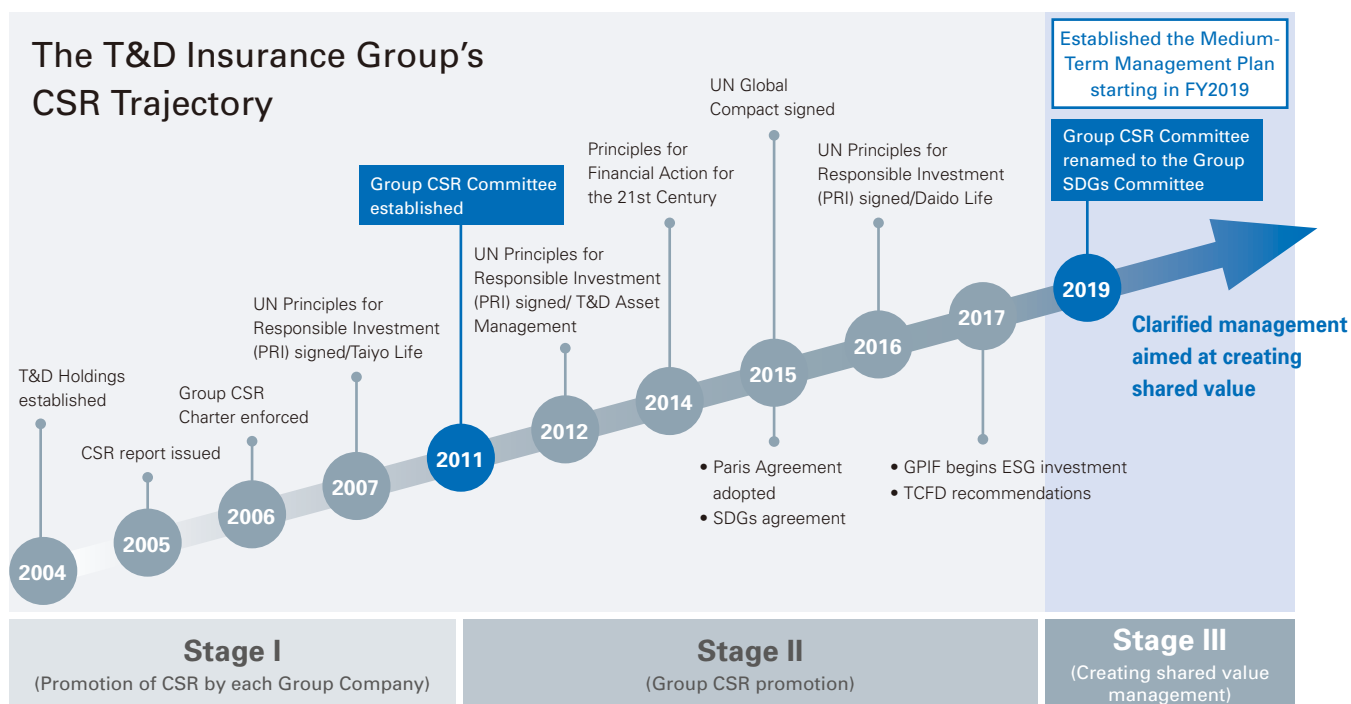 The T&D Insurance Group's
CSR Trajectory
T&D Holdings
established
2004
CSR report issued
2005
Group CSR
Charter enforced
2006
UN Principles for
Responsible Investment
(PRI) signed/Taiyo Life
2007
Group CSR Committee
established
2011
UN Principles for
Responsible Investment
(PRI) signed/ T&D Asset
Management
2012
Principles for
Financial Action for
the 21st Century
2014
UN Global
Compact signed
2015
• Paris Agreement
adopted
• SDGs agreement
UN Principles for
Responsible Investment
(PRI) signed/Daido Life
2016
2017
• GPIF begins ESG investment
• TCFD recommendations
Established the Medium-
Term Management Plan
starting in FY2019
Group CSR Committee
renamed to the Group
SDGs Committee
2019
Clarified management
aimed at creating
shared value
Stage I
(Promotion of CSR by each Group Company)
Stage II
(Group CSR promotion)
Stage III
(Creating shared value
management)